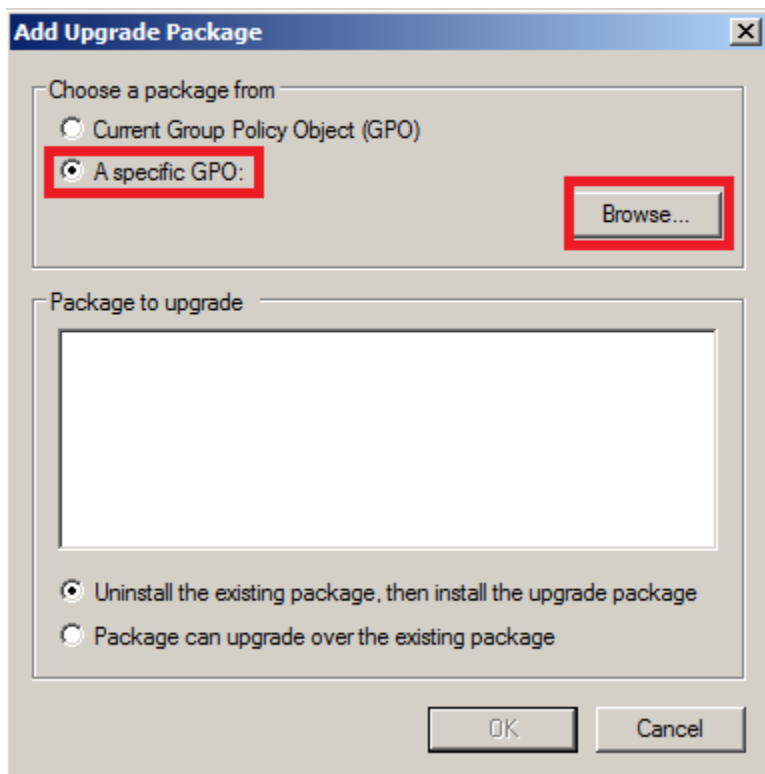 Add Upgrade Package
Choose a package from
Current Group Policy Object (GPO)
A specific GPO:
Browse...
Package to upgrade
Uninstall the existing package, then install the upgrade package
Package can upgrade over the existing package
OK Cancel